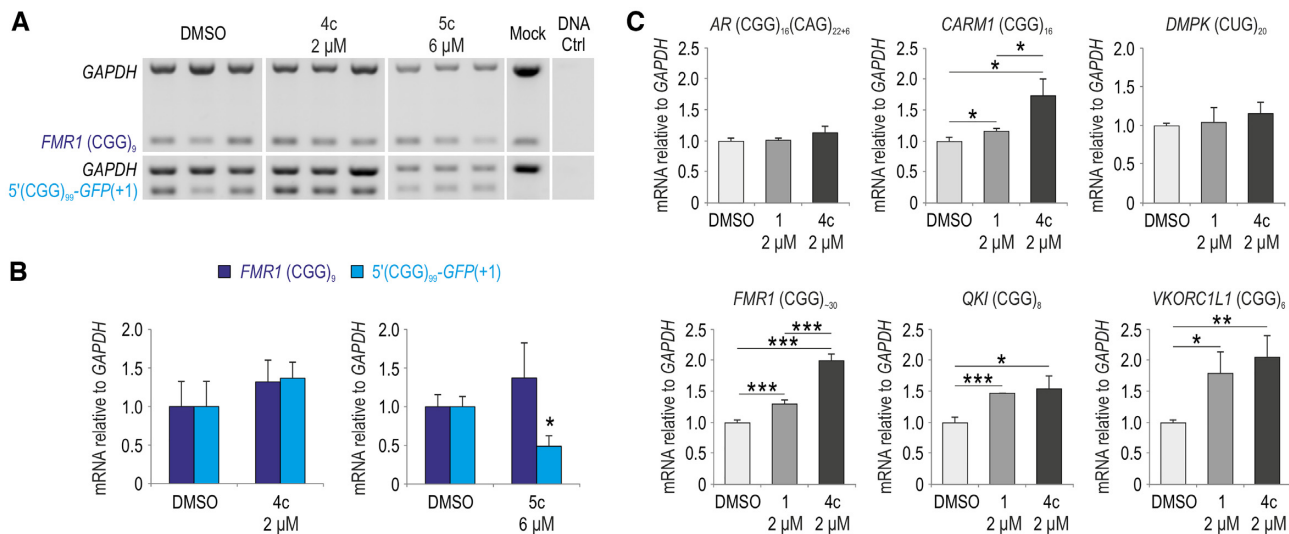 A
DMSO
4c
2 µM
5c
6 µM
Mock
DNA
Ctrl
GAPDH
FMR1 (CGG)9
GAPDH
5'(CGG)99-GFP(+1)
B
FMR1 (CGG)9
5'(CGG)99-GFP(+1)
mRNA relative to GAPDH
2.0
1.5
1.0
0.5
0
DMSO
4c
2 µM
mRNA relative to GAPDH
2.0
1.5
1.0
0.5
0
*
DMSO
5c
6 µM
C
AR (CGG)16(CAG)22+6
mRNA relative to GAPDH
2.5
2.0
1.5
1.0
0.5
0
DMSO
1
2 µM
4c
2 µM
CARM1 (CGG)16
mRNA relative to GAPDH
2.5
2.0
1.5
1.0
0.5
0
*
*
*
DMSO
1
2 µM
4c
2 µM
DMPK (CUG)20
mRNA relative to GAPDH
2.5
2.0
1.5
1.0
0.5
0
DMSO
1
2 µM
4c
2 µM
FMR1 (CGG)~30
mRNA relative to GAPDH
2.5
2.0
1.5
1.0
0.5
0
***
***
***
DMSO
1
2 µM
4c
2 µM
QKI (CGG)8
mRNA relative to GAPDH
2.5
2.0
1.5
1.0
0.5
0
*
***
DMSO
1
2 µM
4c
2 µM
VKORC1L1 (CGG)6
mRNA relative to GAPDH
2.5
2.0
1.5
1.0
0.5
0
**
*
DMSO
1
2 µM
4c
2 µM